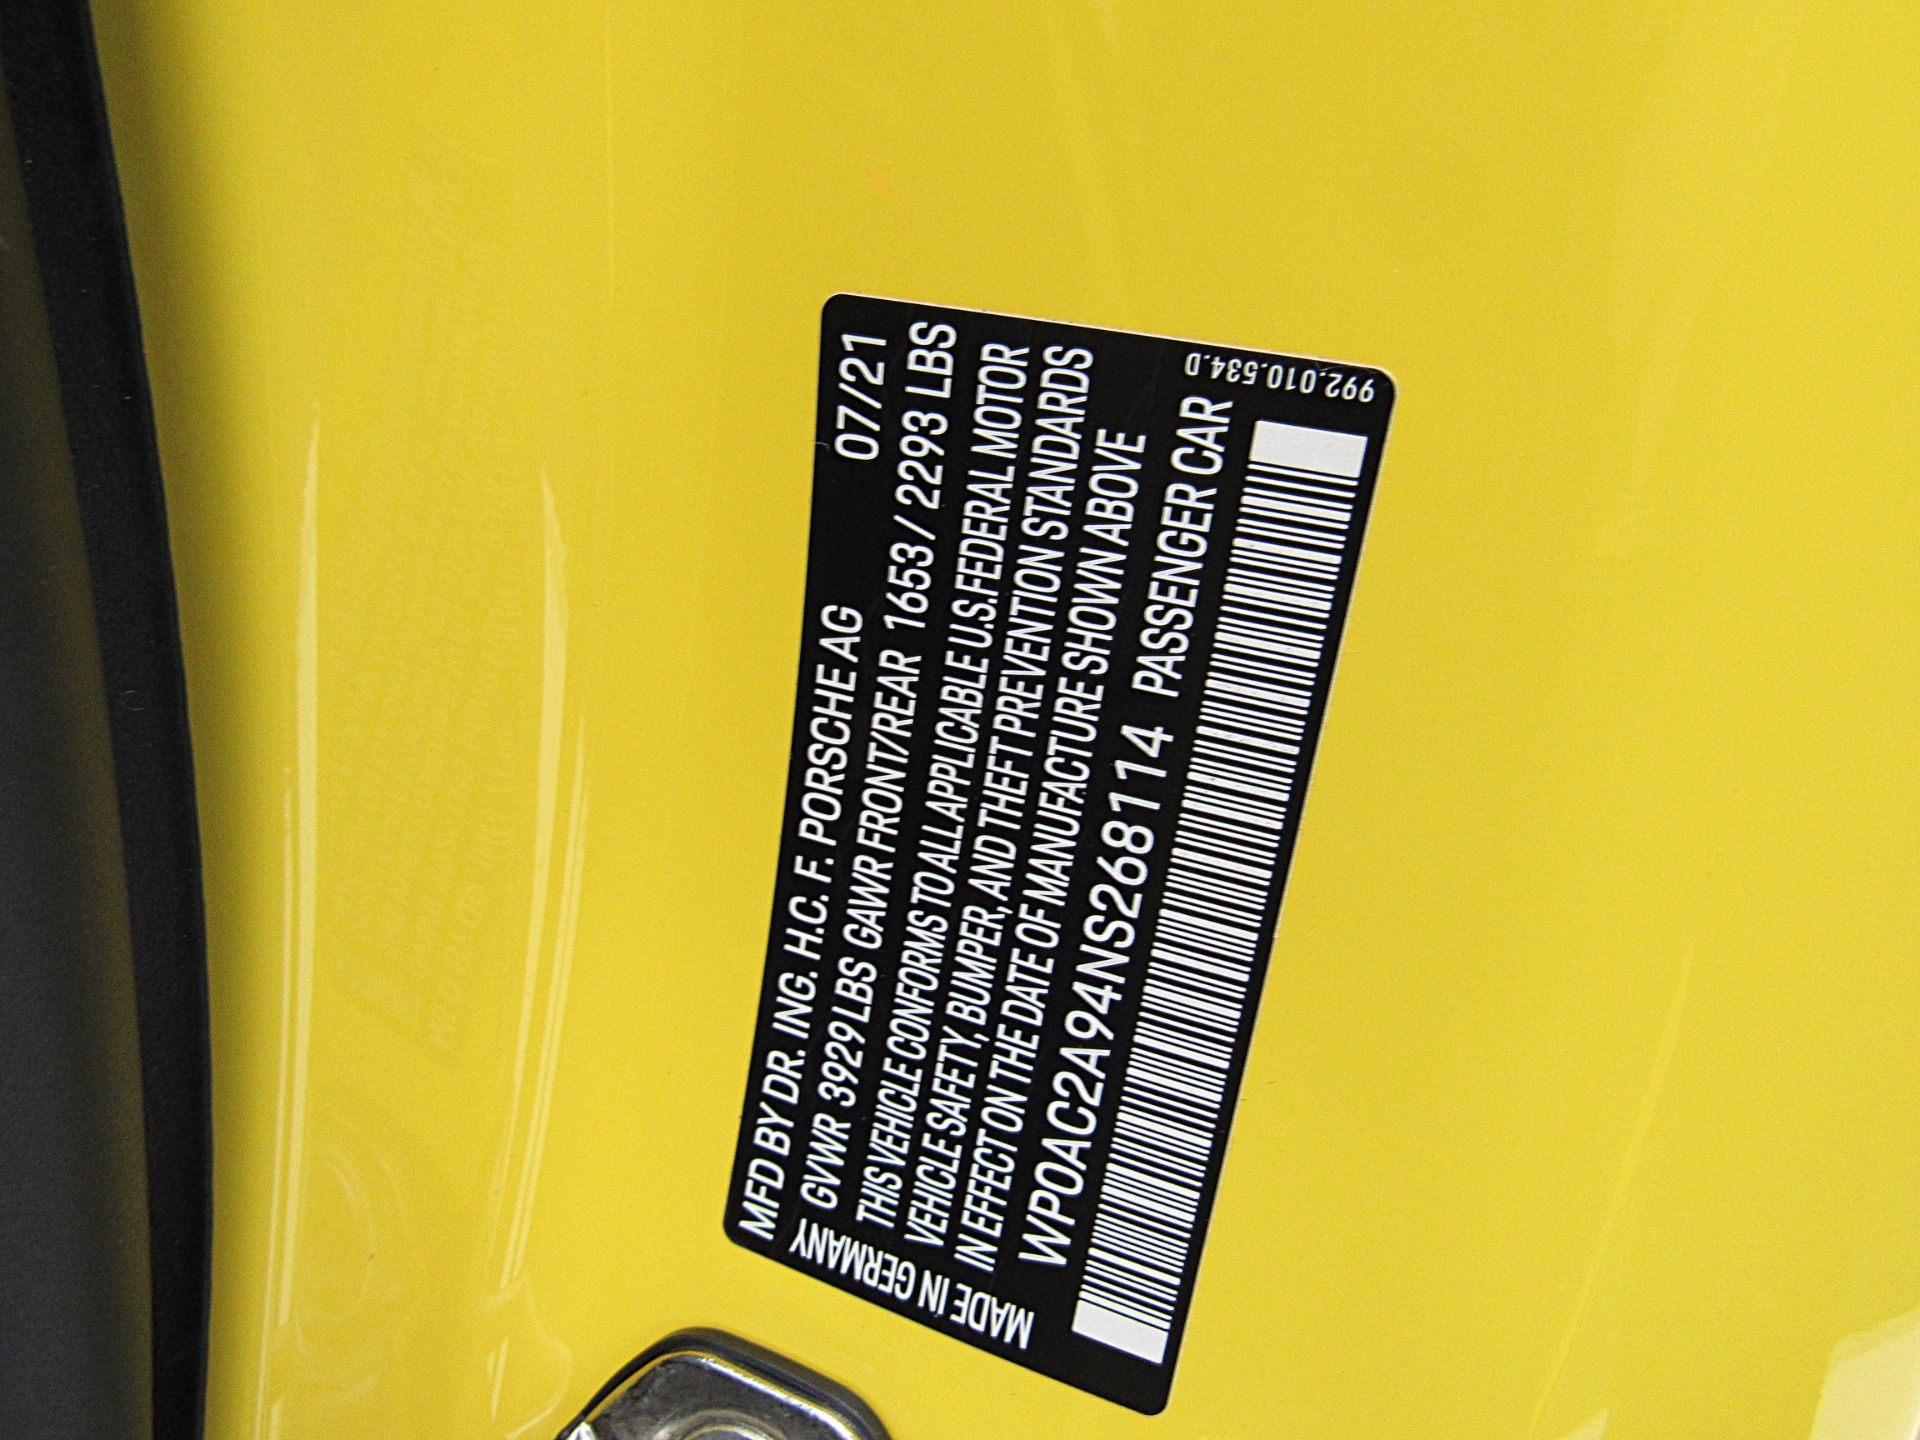 MFD BY DR. ING. H.C. F. PORSCHE AG 07/21
GVWR 3929 LBS GAWR FRONT/REAR 1653 / 2293 LBS
THIS VEHICLE CONFORMS TO ALL APPLICABLE U.S. FEDERAL MOTOR
VEHICLE SAFETY, BUMPER, AND THEFT PREVENTION STANDARDS
IN EFFECT ON THE DATE OF MANUFACTURE SHOWN ABOVE
WP0AC2A94NS268114 PASSENGER CAR
MADE IN GERMANY
992.010.534.D